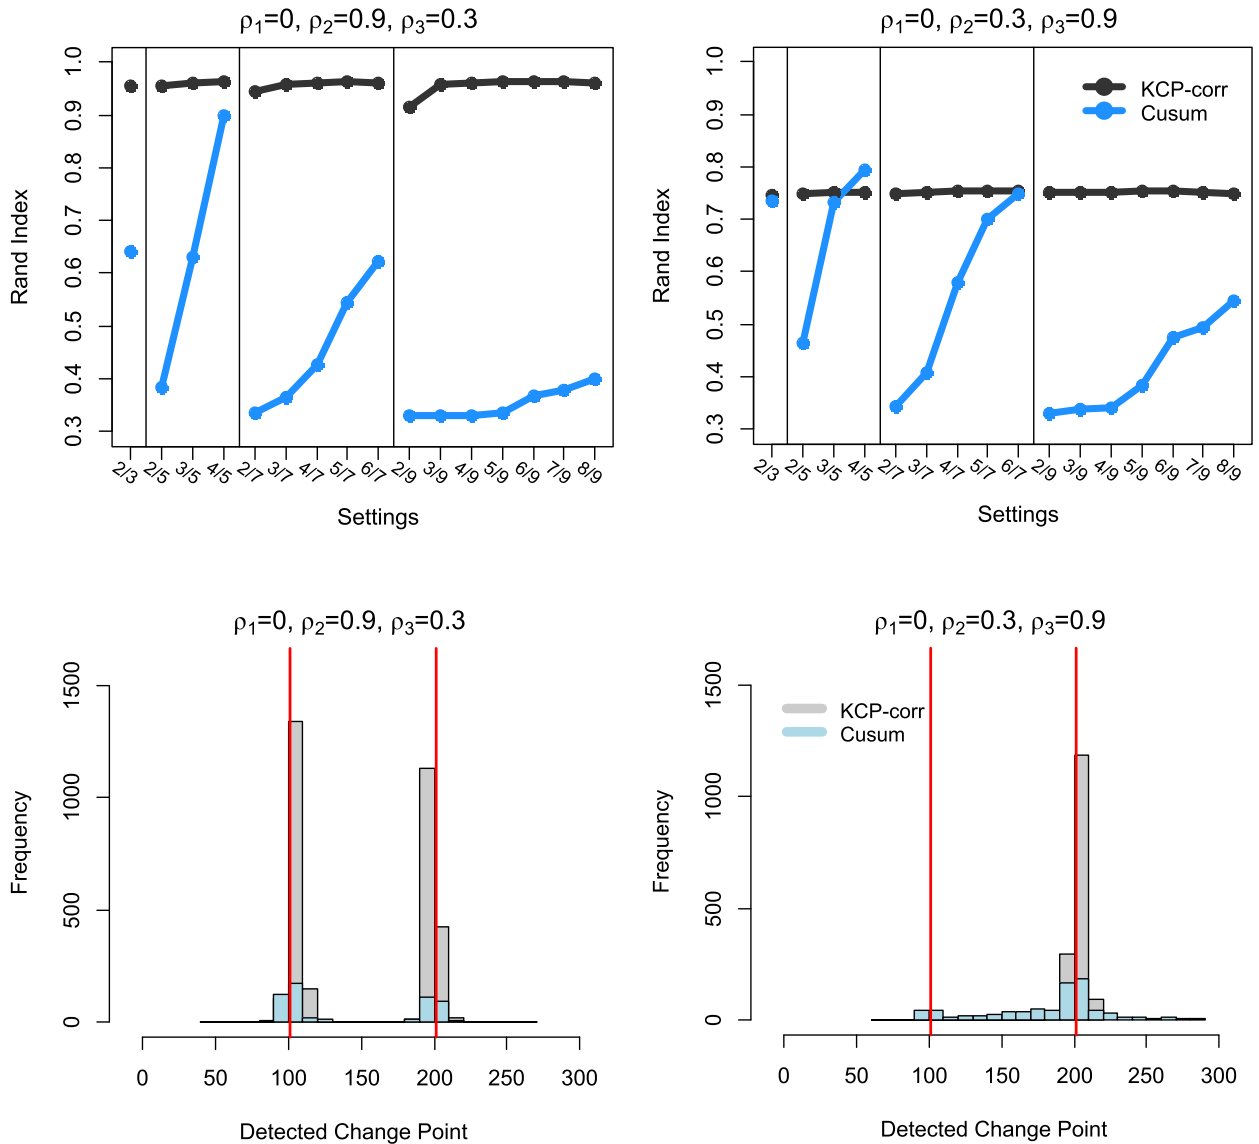 ρ1=0, ρ2=0.9, ρ3=0.3
Rand Index
1.0
0.9
0.8
0.7
0.6
0.5
0.4
0.3
2/3 2/5 3/5 4/5 2/7 3/7 4/7 5/7 6/7 2/9 3/9 4/9 5/9 6/9 7/9 8/9
Settings
ρ1=0, ρ2=0.3, ρ3=0.9
KCP-corr
Cusum
Rand Index
1.0
0.9
0.8
0.7
0.6
0.5
0.4
0.3
2/3 2/5 3/5 4/5 2/7 3/7 4/7 5/7 6/7 2/9 3/9 4/9 5/9 6/9 7/9 8/9
Settings
ρ1=0, ρ2=0.9, ρ3=0.3
Frequency
1500
1000
500
0
0 50 100 150 200 250 300
Detected Change Point
ρ1=0, ρ2=0.3, ρ3=0.9
KCP-corr
Cusum
Frequency
1500
1000
500
0
0 50 100 150 200 250 300
Detected Change Point